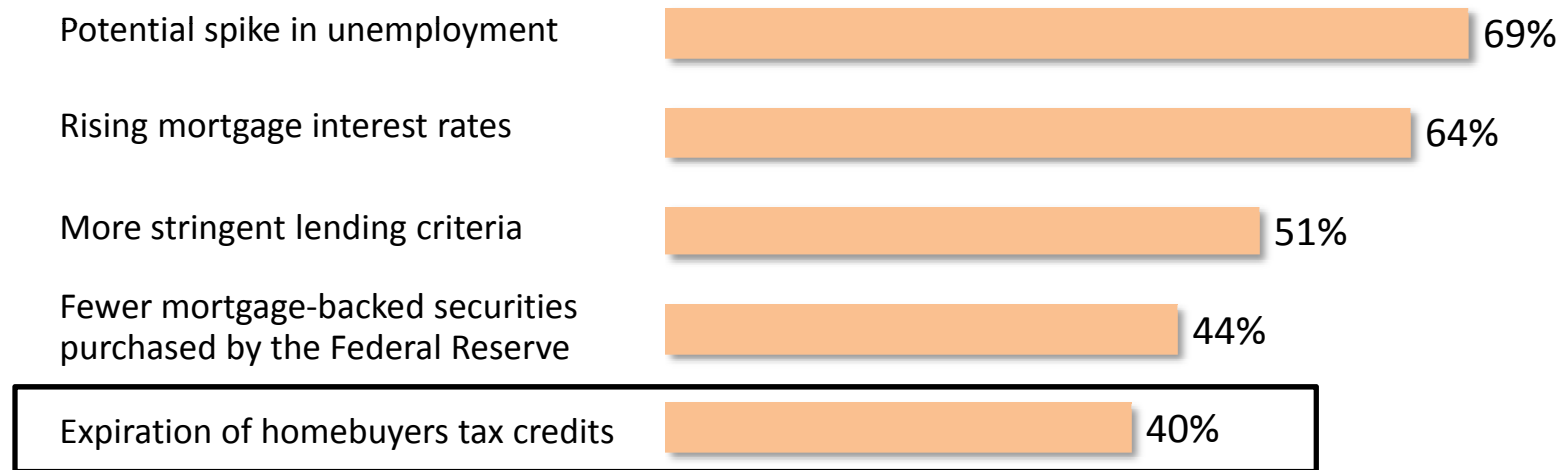 Potential spike in unemployment 69%
Rising mortgage interest rates 64%
More stringent lending criteria 51%
Fewer mortgage-backed securities
purchased by the Federal Reserve 44%
Expiration of homebuyers tax credits 40%